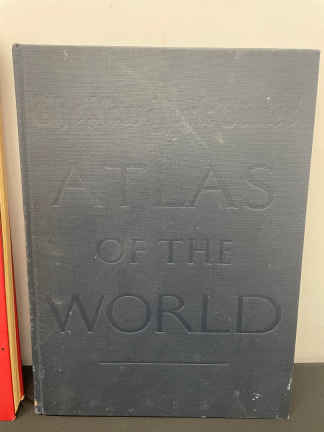 ATLAS
OF THE
WORLD